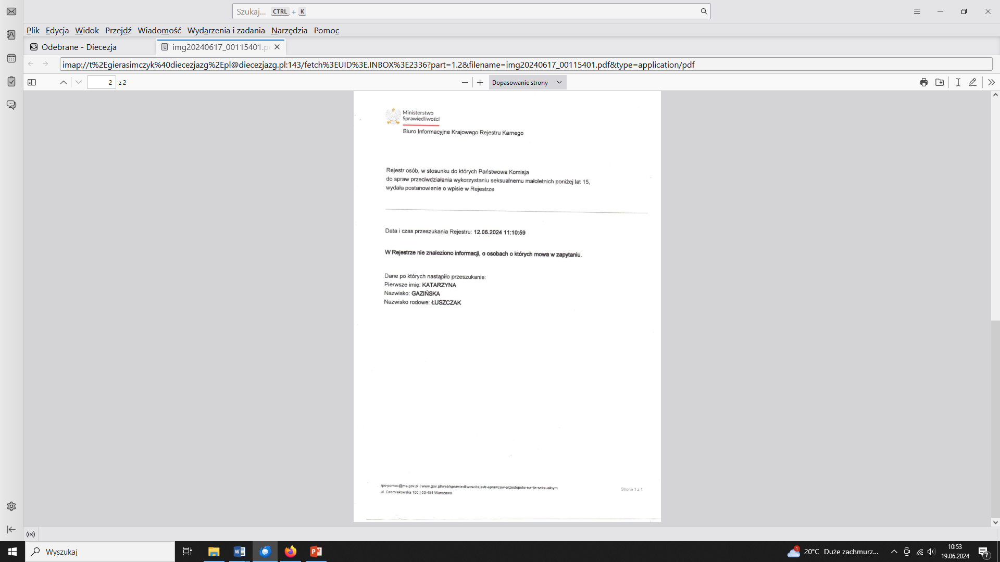 Szukaj... CTRL + K
Plik Edycja Widok Przejdź Wiadomość Wydarzenia i zadania Narzędzia Pomoc
Odebrane - Diecezja
img20240617_00115401.p
imap://t%2Egierasimczyk%40diecezjazg%2Epl@diecezjazg.pl:143/fetch%3EUID%3E.INBOX%3E2336?part=1.2&filename=img20240617_00115401.pdf&type=application/pdf
2 z 2
Dopasowanie strony
Ministerstwo
Sprawiedliwości
Biuro Informacyjne Krajowego Rejestru Karnego
Rejestr osób, w stosunku do których Państwowa Komisja
do spraw przeciwdziałania wykorzystaniu seksualnemu małoletnich poniżej lat 15,
wydała postanowienie o wpisie w Rejestrze
Data i czas przeszukania Rejestru: 12.06.2024 11:10:59
W Rejestrze nie znaleziono informacji, o osobach o których mowa w zapytaniu.
Dane po których nastąpiło przeszukanie:
Pierwsze imię: KATARZYNA
Nazwisko: GAZIŃSKA
Nazwisko rodowe: ŁUSZCZAK
rps-pomoc@ms.gov.pl | www.gov.pl/web/sprawiedliwosc/rejestr-sprawcow-przestepstw-na-tle-seksualnym
ul. Czerniakowska 100 | 00-454 Warszawa
Strona 1 z 1
Wyszukaj
1
20°C Duże zachmurz...
10:53
19.06.2024
7